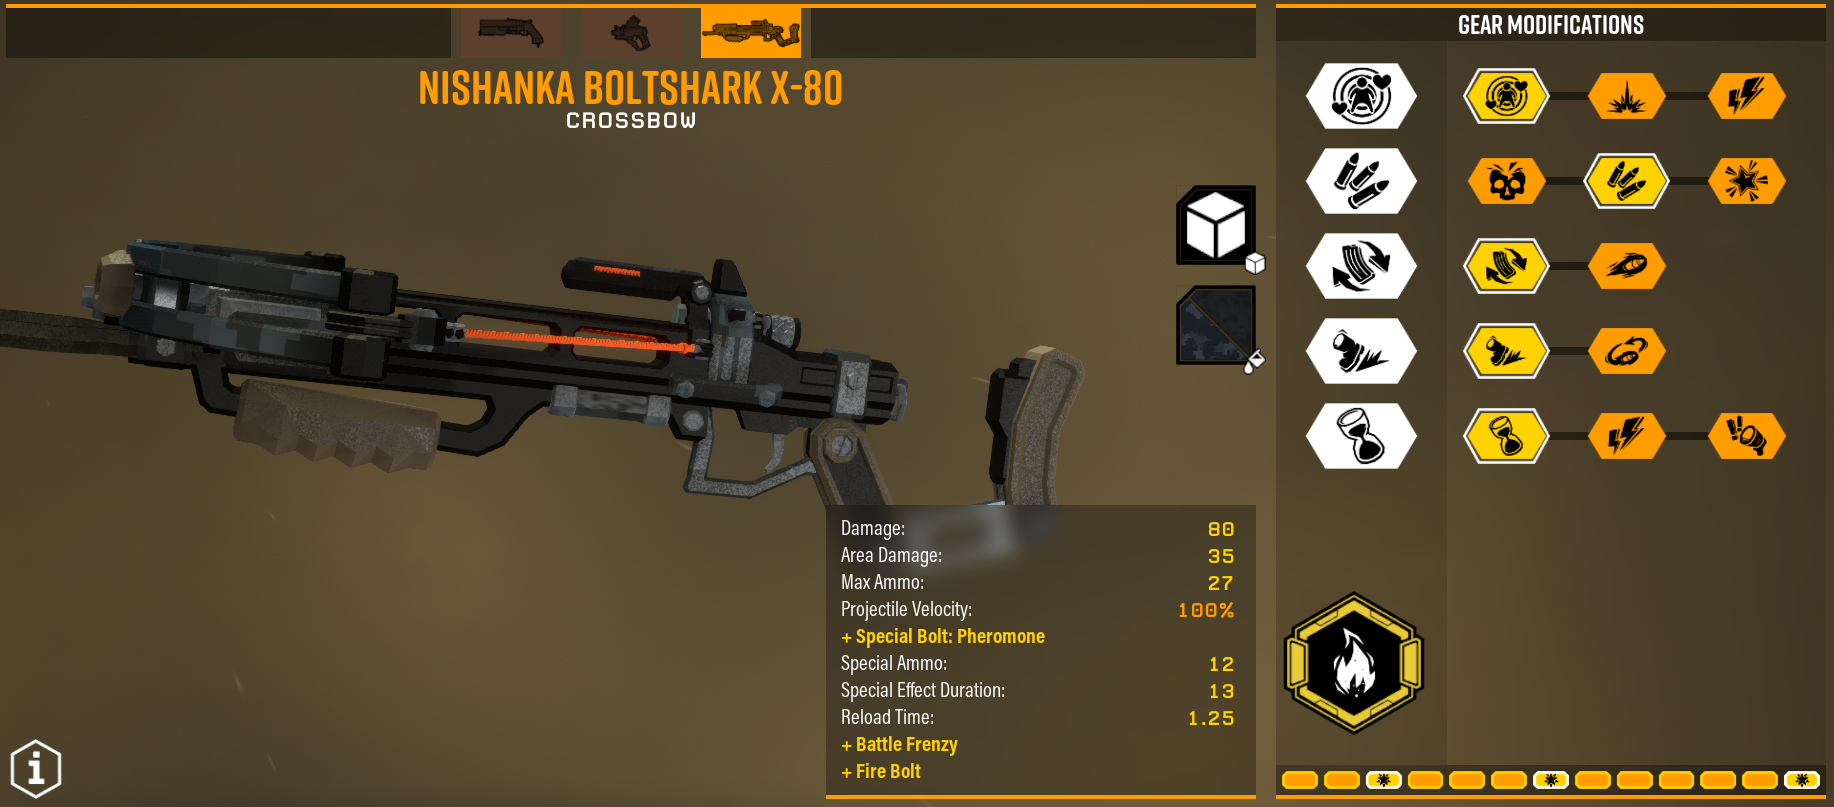 GEAR MODIFICATIONS
NISHANKA BOLTSHARK X-80
CROSSBOW
Damage: 80
Area Damage: 35
Max Ammo: 27
Projectile Velocity: 100%
+ Special Bolt: Pheromone
Special Ammo: 12
Special Effect Duration: 13
Reload Time: 1.25
+ Battle Frenzy
+ Fire Bolt